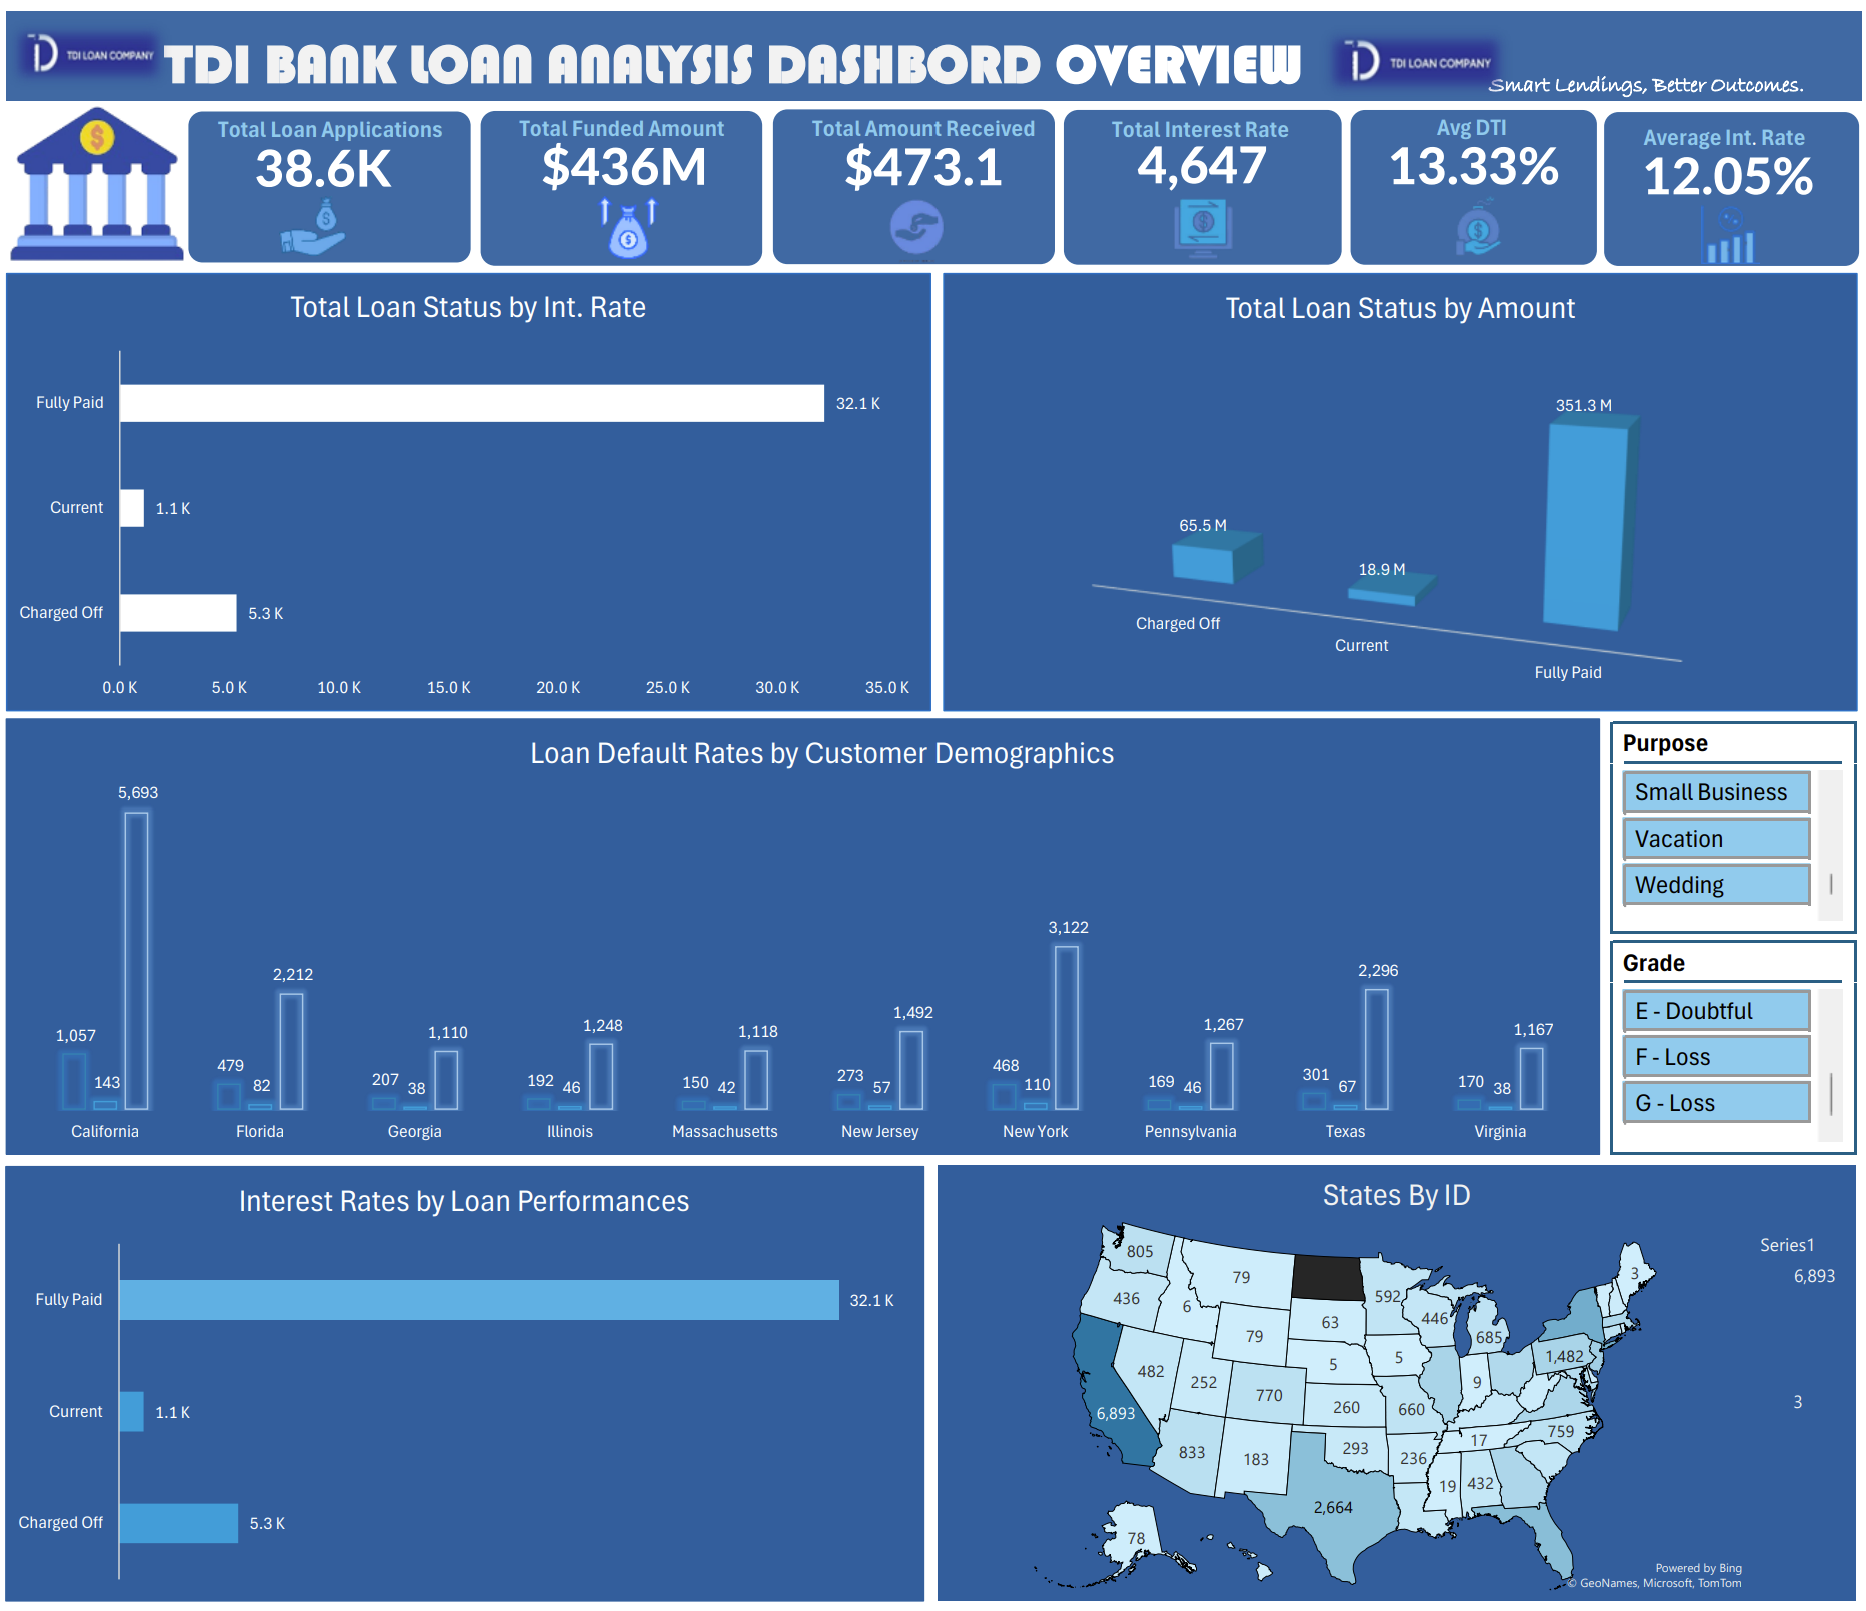 TDI LOAN COMPANY
TDI BANK LOAN ANALYSIS DASHBORD OVERVIEW
TDI LOAN COMPANY
Smart Lendings, Better Outcomes.
Total Loan Applications
38.6K
Total Funded Amount
$436M
Total Amount Received
$473.1
Total Interest Rate
4,647
Avg DTI
13.33%
Average Int. Rate
12.05%
Total Loan Status by Int. Rate
Fully Paid
32.1 K
Current
1.1 K
Charged Off
5.3 K
0.0 K 5.0 K 10.0 K 15.0 K 20.0 K 25.0 K 30.0 K 35.0 K
Total Loan Status by Amount
351.3 M
65.5 M
18.9 M
Charged Off
Current
Fully Paid
Loan Default Rates by Customer Demographics
1,057 143 5,693
479 82 2,212
207 38 1,110
192 46 1,248
150 42 1,118
273 57 1,492
468 110 3,122
169 46 1,267
301 67 2,296
170 38 1,167
California Florida Georgia Illinois Massachusetts New Jersey New York Pennsylvania Texas Virginia
Purpose
Small Business
Vacation
Wedding
Grade
E - Doubtful
F - Loss
G - Loss
Interest Rates by Loan Performances
Fully Paid
32.1 K
Current
1.1 K
Charged Off
5.3 K
States By ID
Series1
6,893
3
805
79
3
436
6
592
446
63
79
685
5
5
1,482
482
252
770
9
260
660
6,893
759
17
833
183
293
236
19
432
2,664
78
Powered by Bing
© GeoNames, Microsoft, TomTom